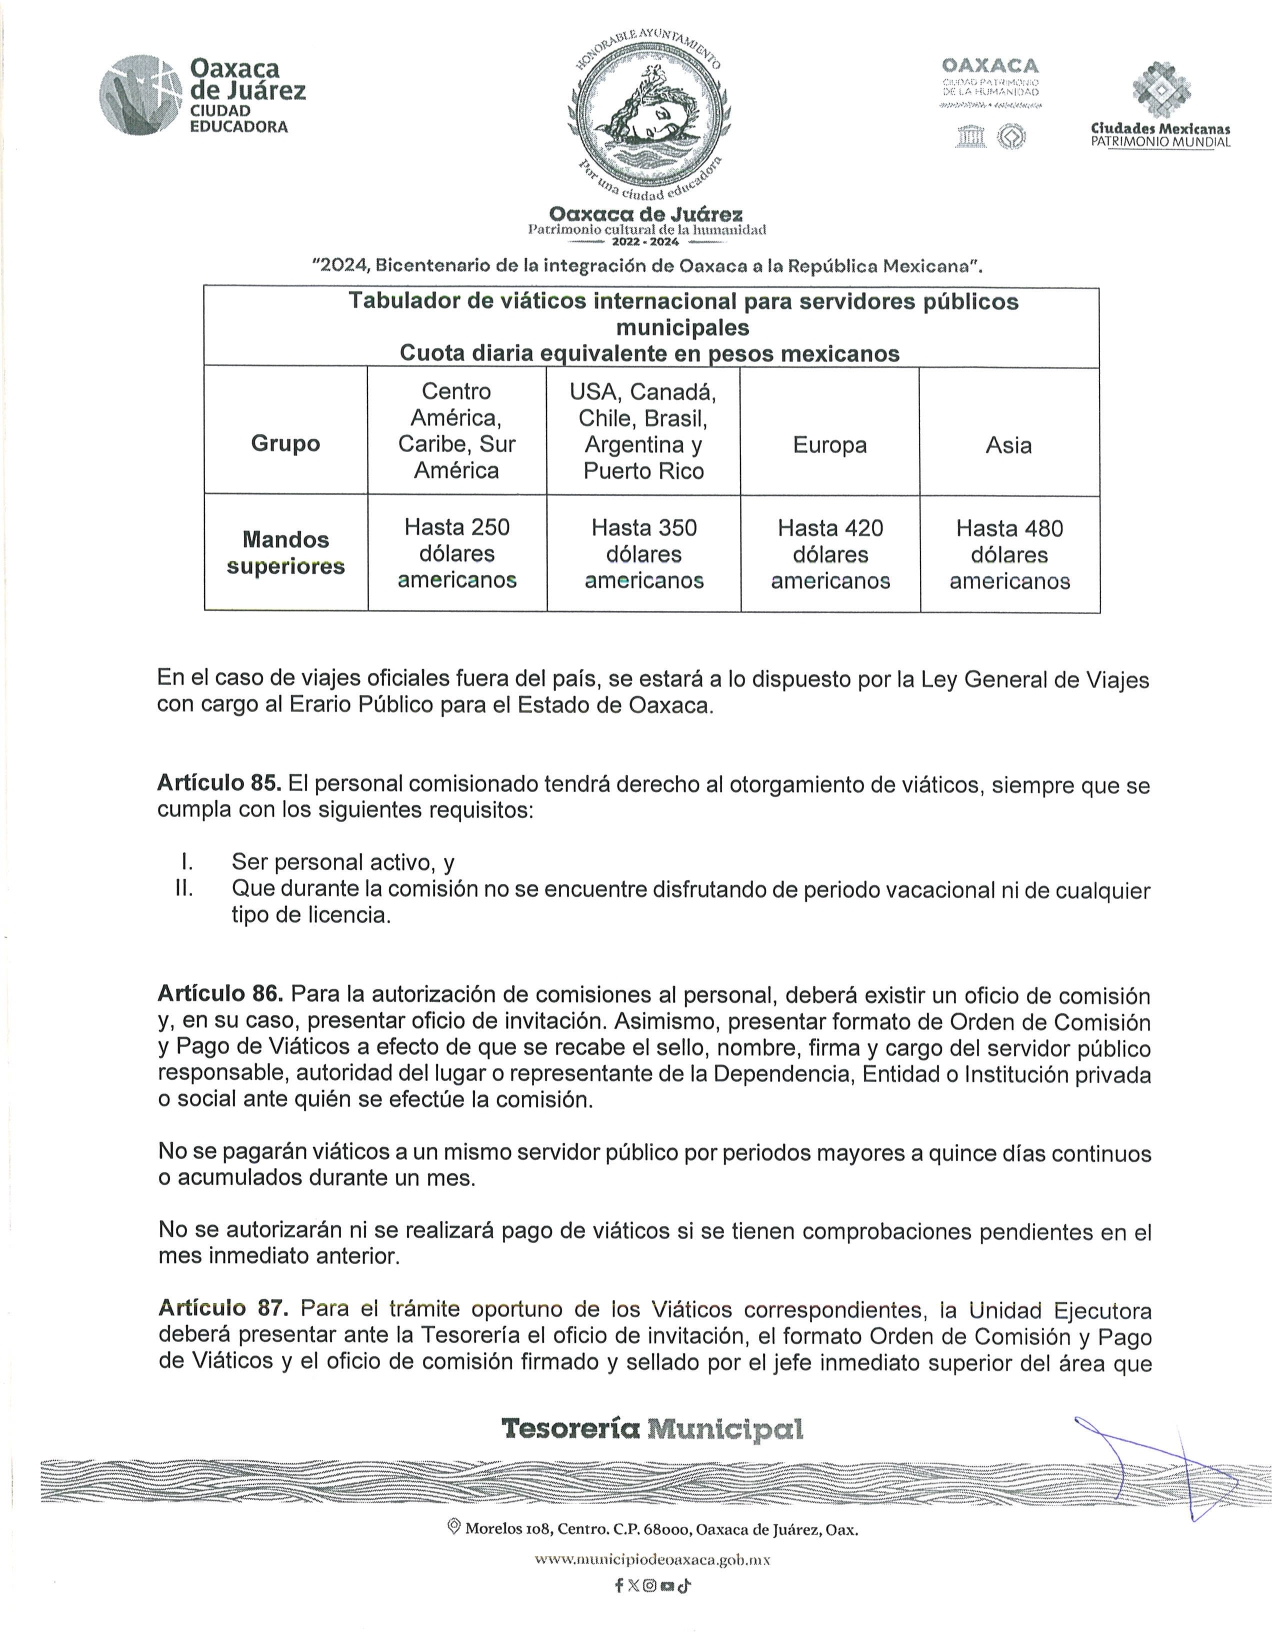 Oaxaca
de Juárez
CIUDAD
EDUCADORA
HONORABLE AYUNTAMIENTO
Por una ciudad educadora
Oaxaca de Juárez
Patrimonio cultural de la humanidad
2022 - 2024
OAXACA
CIUDAD PATRIMONIO
DE LA HUMANIDAD
Ciudades Mexicanas
PATRIMONIO MUNDIAL
"2024, Bicentenario de la integración de Oaxaca a la República Mexicana".
Tabulador de viáticos internacional para servidores públicos
municipales
Cuota diaria equivalente en pesos mexicanos
Grupo
Centro
América,
Caribe, Sur
América
USA, Canadá,
Chile, Brasil,
Argentina y
Puerto Rico
Europa
Asia
Mandos
superiores
Hasta 250
dólares
americanos
Hasta 350
dólares
americanos
Hasta 420
dólares
americanos
Hasta 480
dólares
americanos
En el caso de viajes oficiales fuera del país, se estará a lo dispuesto por la Ley General de Viajes
con cargo al Erario Público para el Estado de Oaxaca.
Artículo 85. El personal comisionado tendrá derecho al otorgamiento de viáticos, siempre que se
cumpla con los siguientes requisitos:
I. Ser personal activo, y
II. Que durante la comisión no se encuentre disfrutando de periodo vacacional ni de cualquier
tipo de licencia.
Artículo 86. Para la autorización de comisiones al personal, deberá existir un oficio de comisión
y, en su caso, presentar oficio de invitación. Asimismo, presentar formato de Orden de Comisión
y Pago de Viáticos a efecto de que se recabe el sello, nombre, firma y cargo del servidor público
responsable, autoridad del lugar o representante de la Dependencia, Entidad o Institución privada
o social ante quién se efectúe la comisión.
No se pagarán viáticos a un mismo servidor público por periodos mayores a quince días continuos
o acumulados durante un mes.
No se autorizarán ni se realizará pago de viáticos si se tienen comprobaciones pendientes en el
mes inmediato anterior.
Artículo 87. Para el trámite oportuno de los Viáticos correspondientes, la Unidad Ejecutora
deberá presentar ante la Tesorería el oficio de invitación, el formato Orden de Comisión y Pago
de Viáticos y el oficio de comisión firmado y sellado por el jefe inmediato superior del área que
Tesorería Municipal
Morelos 108, Centro. C.P. 68000, Oaxaca de Juárez, Oax.
www.municipiodeoaxaca.gob.mx